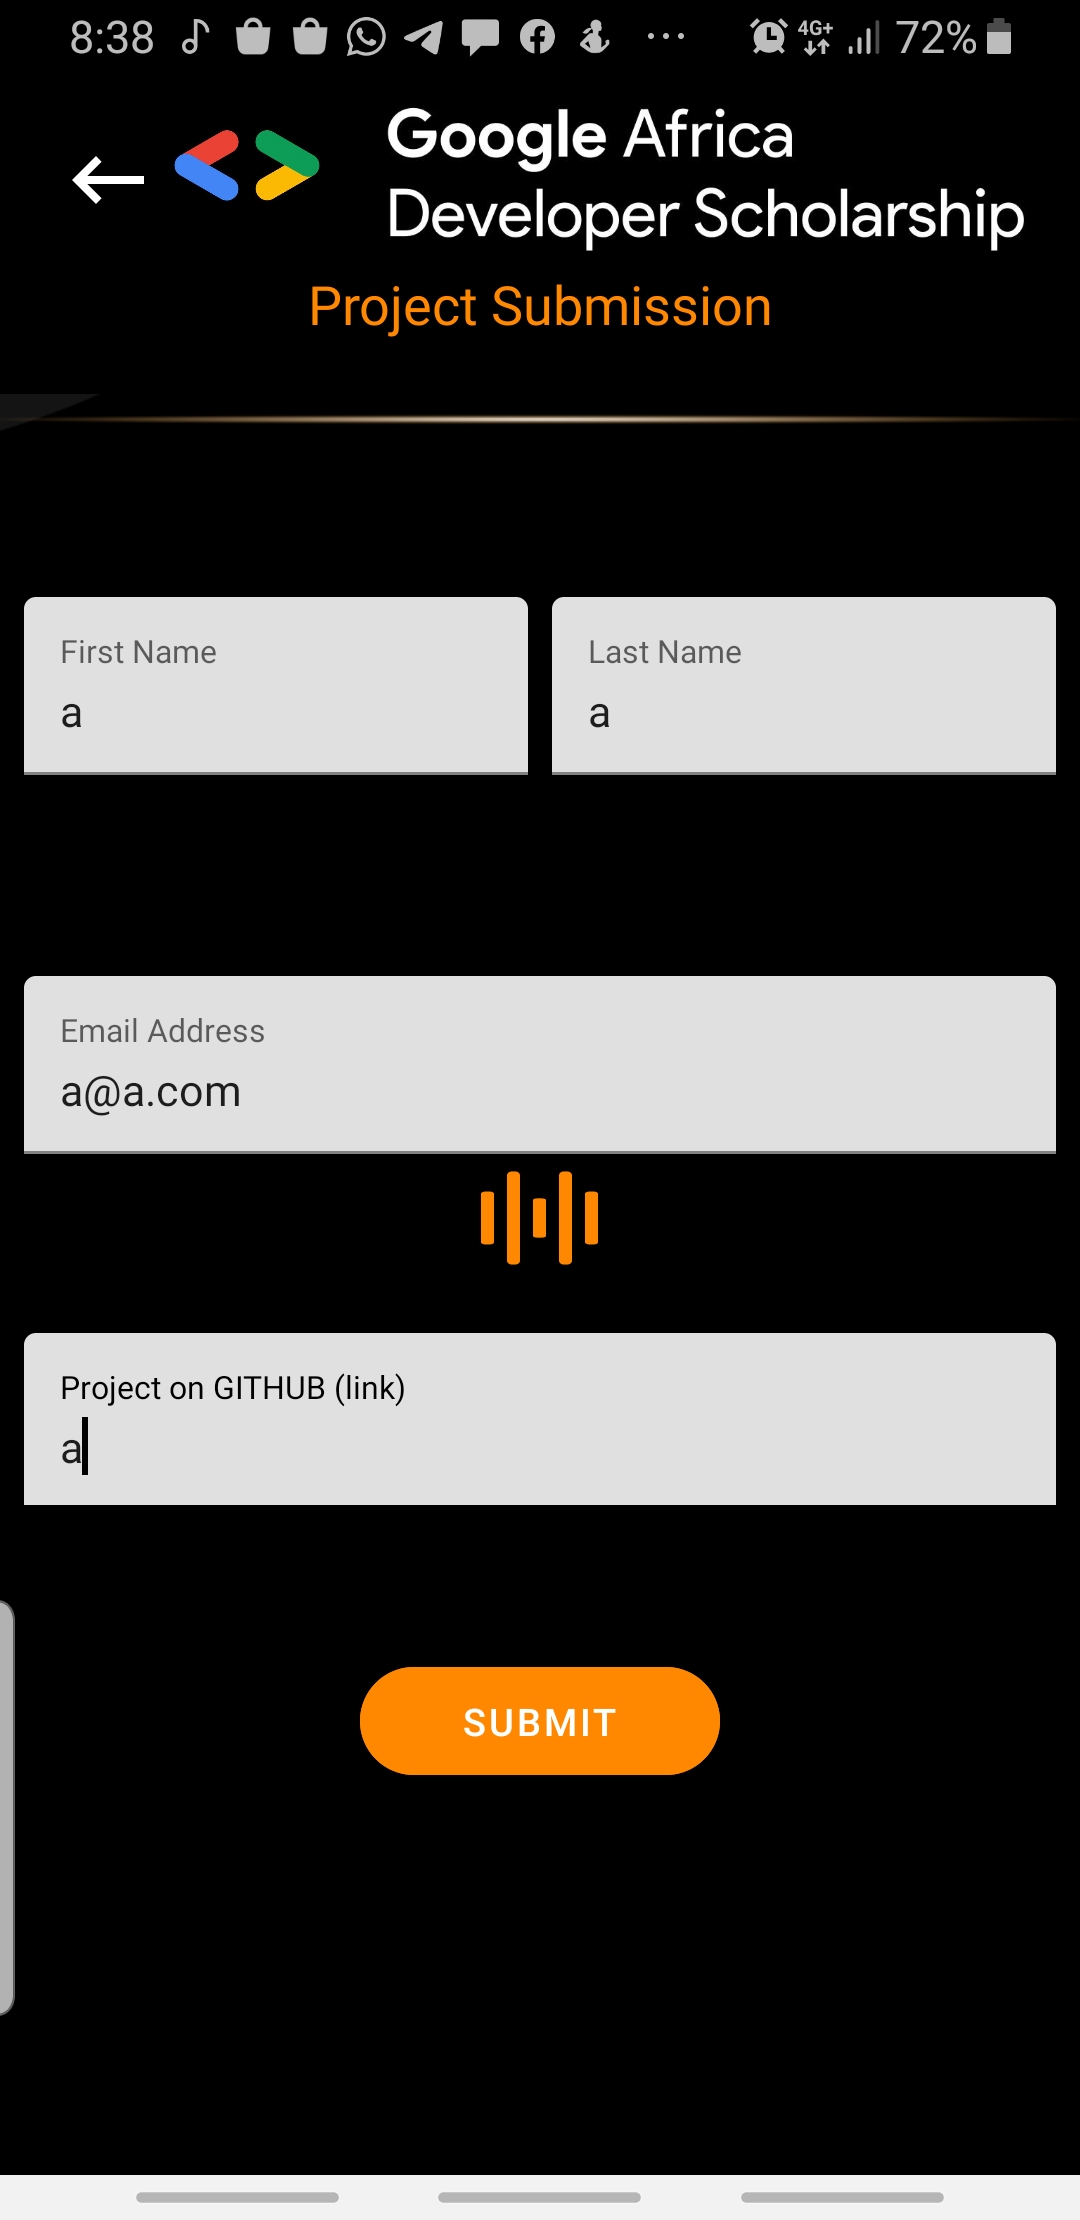 8:38 4G+ 72%
Google Africa
Developer Scholarship
Project Submission
First Name
a
Last Name
a
Email Address
a@a.com
Project on GITHUB (link)
a
SUBMIT